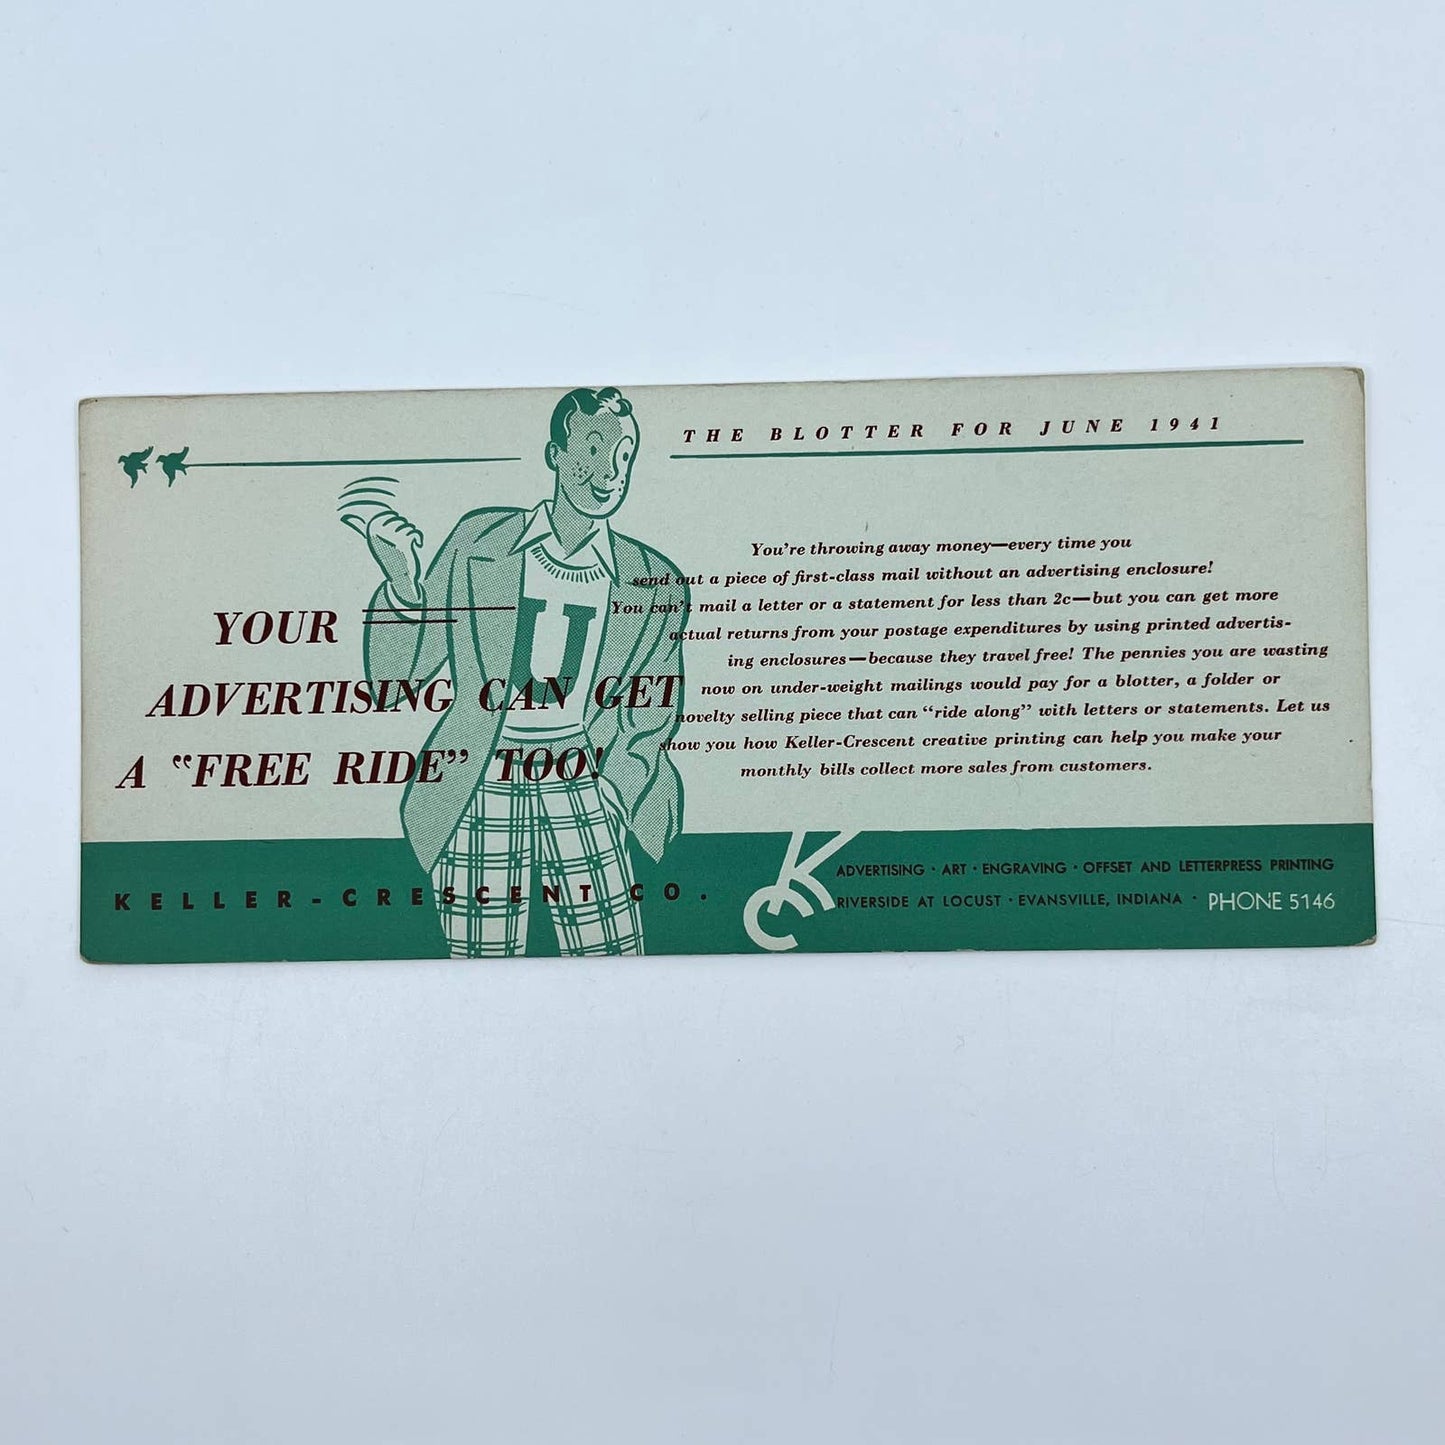 THE BLOTTER FOR JUNE 1941
U
YOUR
ADVERTISING CAN GET
A “FREE RIDE” TOO!
You're throwing away money—every time you
send out a piece of first-class mail without an advertising enclosure!
You can't mail a letter or a statement for less than 2c—but you can get more
actual returns from your postage expenditures by using printed advertis-
ing enclosures—because they travel free! The pennies you are wasting
now on under-weight mailings would pay for a blotter, a folder or
novelty selling piece that can “ride along” with letters or statements. Let us
show you how Keller-Crescent creative printing can help you make your
monthly bills collect more sales from customers.
KELLER-CRESCENT CO.
KC
ADVERTISING · ART · ENGRAVING · OFFSET AND LETTERPRESS PRINTING
RIVERSIDE AT LOCUST · EVANSVILLE, INDIANA · PHONE 5146